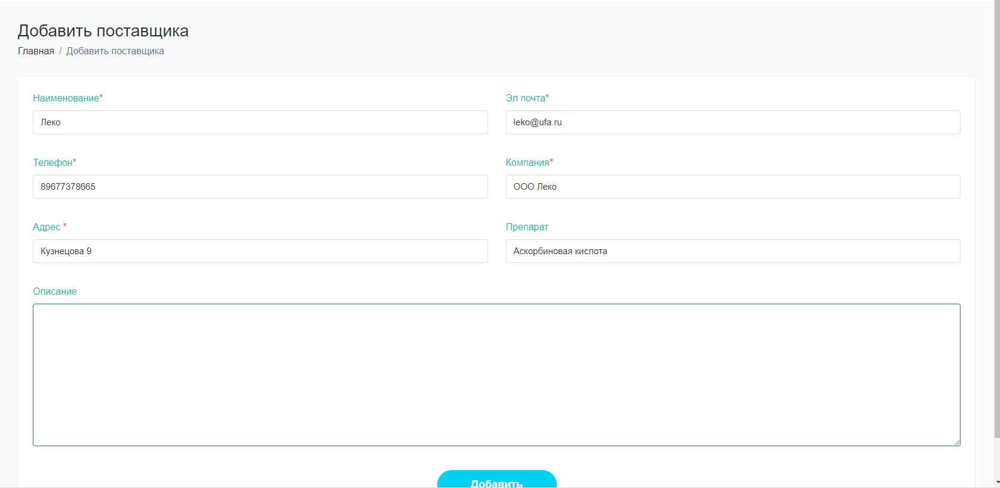 Добавить поставщика
Главная / Добавить поставщика
Наименование*
Эл почта*
Леко
leko@ufa.ru
Телефон*
Компания*
89677378665
ООО Леко
Адрес *
Препарат
Кузнецова 9
Аскорбиновая кислота
Описание
Добавить